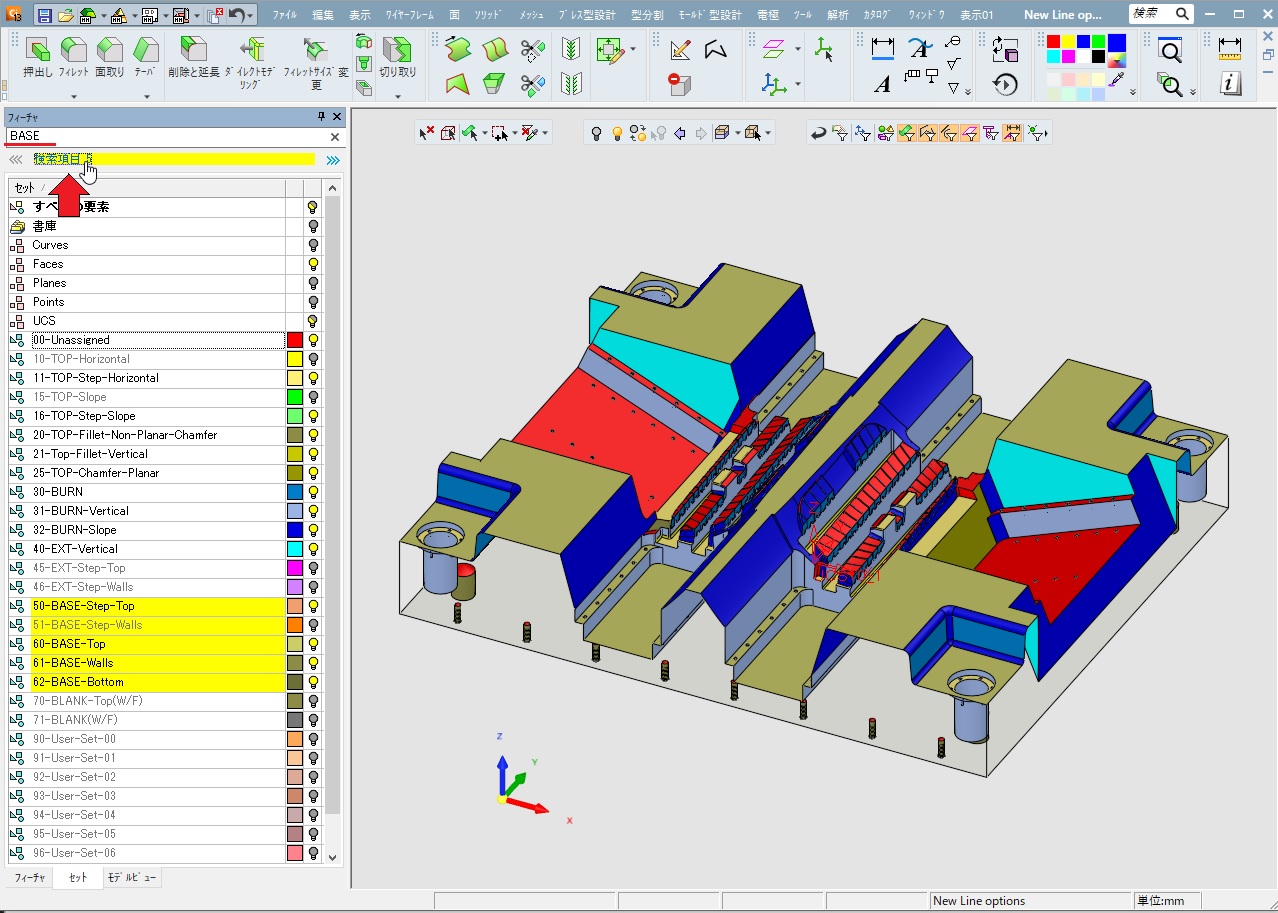 ファイル 編集 表示 ワイヤーフレーム 面 ソリッド メッシュ プレス型設計 型分割 モールド型設計 電極 ツール 解析 カタログ ウィンドウ 表示01 New Line op... 検索
押出し フィレット 面取り テーパ 削除と延長 ダイレクトモデリング フィレットサイズ変更 切り取り
フィーチャ
BASE
検索項目: 5
セット
すべての要素
書庫
Curves
Faces
Planes
Points
UCS
00-Unassigned
10-TOP-Horizontal
11-TOP-Step-Horizontal
15-TOP-Slope
16-TOP-Step-Slope
20-TOP-Fillet-Non-Planar-Chamfer
21-Top-Fillet-Vertical
25-TOP-Chamfer-Planar
30-BURN
31-BURN-Vertical
32-BURN-Slope
40-EXT-Vertical
45-EXT-Step-Top
46-EXT-Step-Walls
50-BASE-Step-Top
51-BASE-Step-Walls
60-BASE-Top
61-BASE-Walls
62-BASE-Bottom
70-BLANK-Top(W/F)
71-BLANK(W/F)
90-User-Set-00
91-User-Set-01
92-User-Set-02
93-User-Set-03
94-User-Set-04
95-User-Set-05
96-User-Set-06
フィーチャ セット モデルビュー
Z
Y
X
New Line options 単位:mm